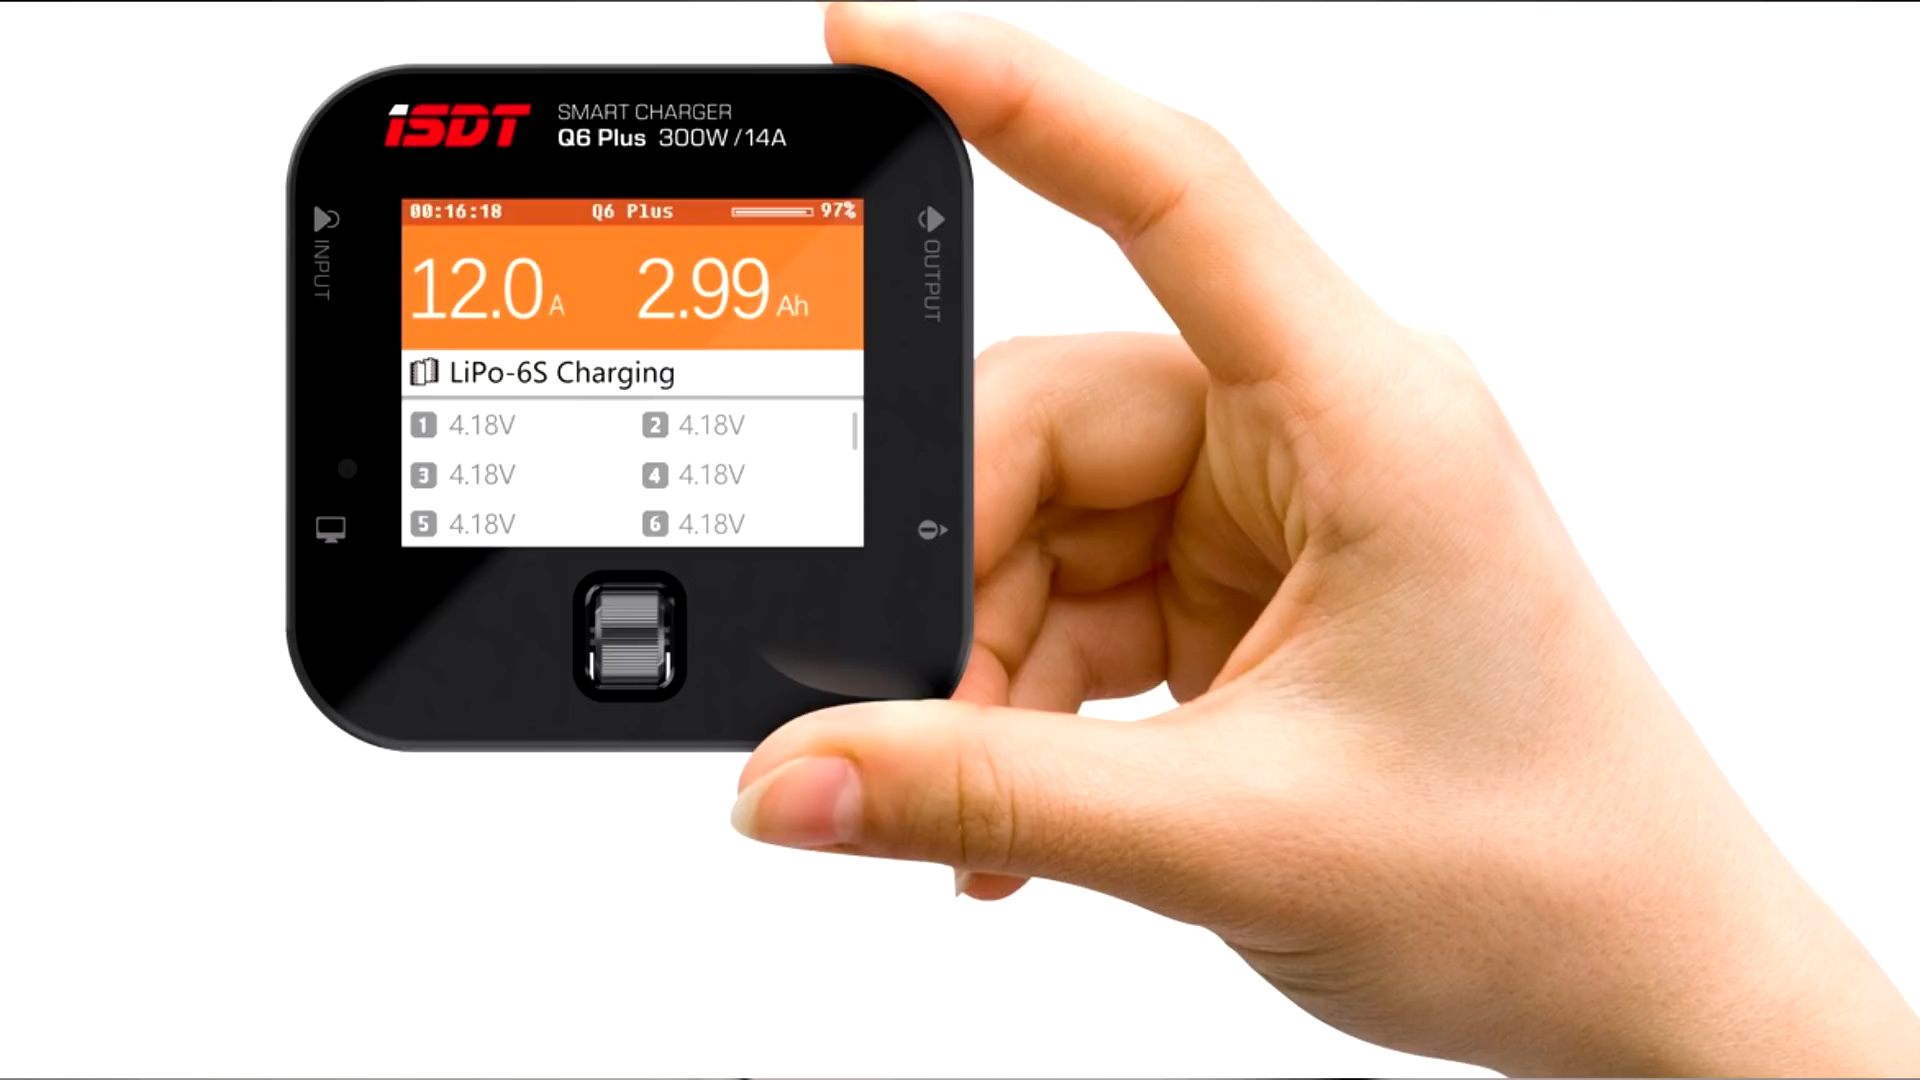 iSDT
SMART CHARGER
Q6 Plus 300W/14A
INPUT
OUTPUT
00:16:18 Q6 Plus 97%
12.0A 2.99Ah
LiPo-6S Charging
1 4.18V 2 4.18V
3 4.18V 4 4.18V
5 4.18V 6 4.18V